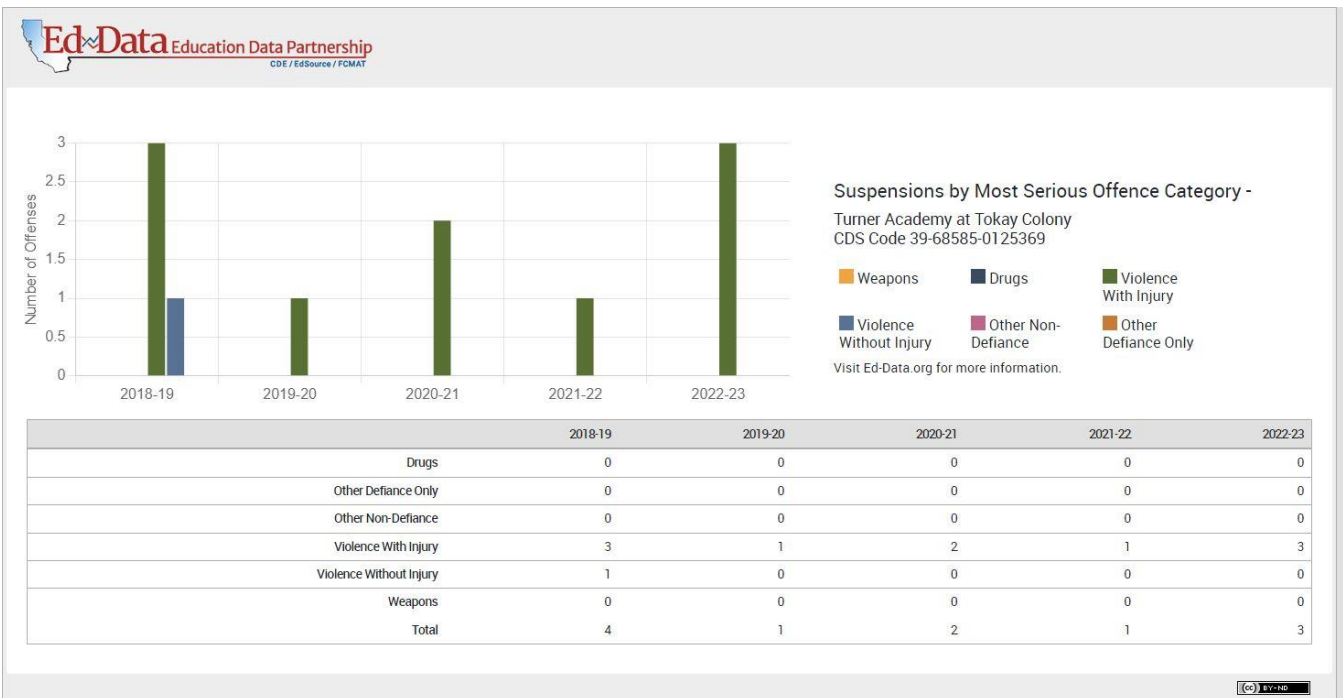 Ed Data Education Data Partnership
CDE / EdSource / FCMAT
Number of Offenses
3
2.5
2
1.5
1
0.5
0
2018-19 2019-20 2020-21 2021-22 2022-23
Suspensions by Most Serious Offence Category -
Turner Academy at Tokay Colony
CDS Code 39-68585-0125369
Weapons Drugs Violence
With Injury
Violence Other Non- Other
Without Injury Defiance Defiance Only
Visit Ed-Data.org for more information.
2018-19 2019-20 2020-21 2021-22 2022-23
Drugs 0 0 0 0 0
Other Defiance Only 0 0 0 0 0
Other Non-Defiance 0 0 0 0 0
Violence With Injury 3 1 2 1 3
Violence Without Injury 1 0 0 0 0
Weapons 0 0 0 0 0
Total 4 1 2 1 3
(cc) BY-ND